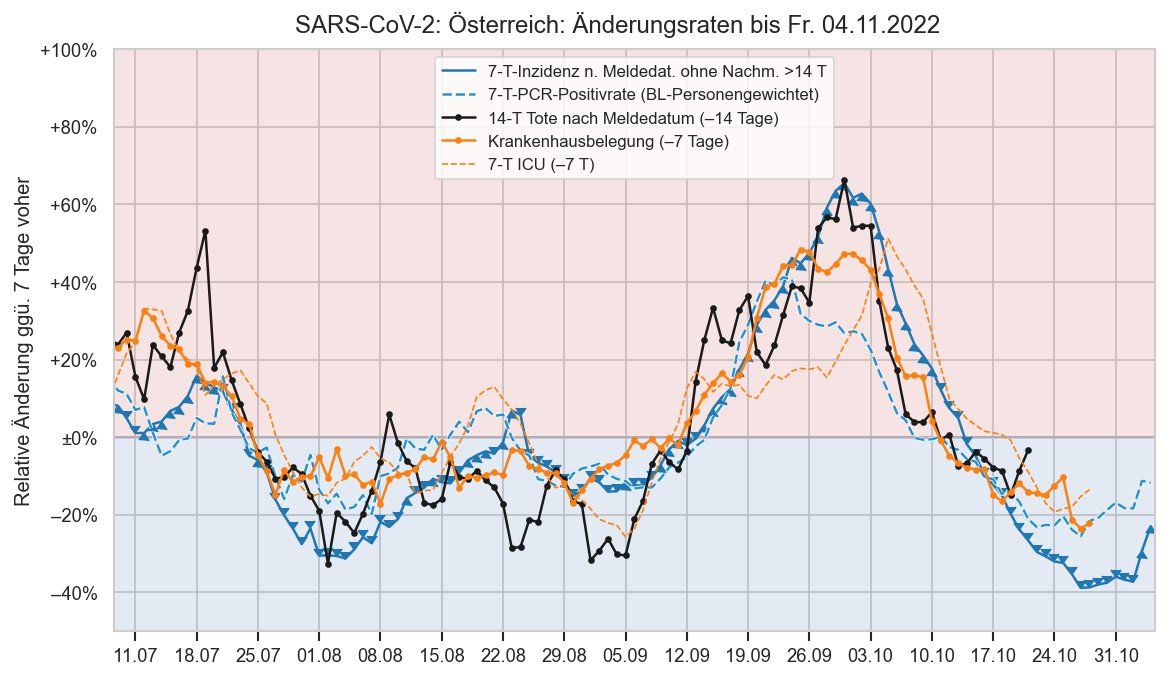 SARS-CoV-2: Österreich: Änderungsraten bis Fr. 04.11.2022
Relative Änderung ggü. 7 Tage voher
+100%
+80%
+60%
+40%
+20%
±0%
–20%
–40%
7-T-Inzidenz n. Meldedat. ohne Nachm. >14 T
7-T-PCR-Positivrate (BL-Personengewichtet)
14-T Tote nach Meldedatum (–14 Tage)
Krankenhausbelegung (–7 Tage)
7-T ICU (–7 T)
11.07 18.07 25.07 01.08 08.08 15.08 22.08 29.08 05.09 12.09 19.09 26.09 03.10 10.10 17.10 24.10 31.10